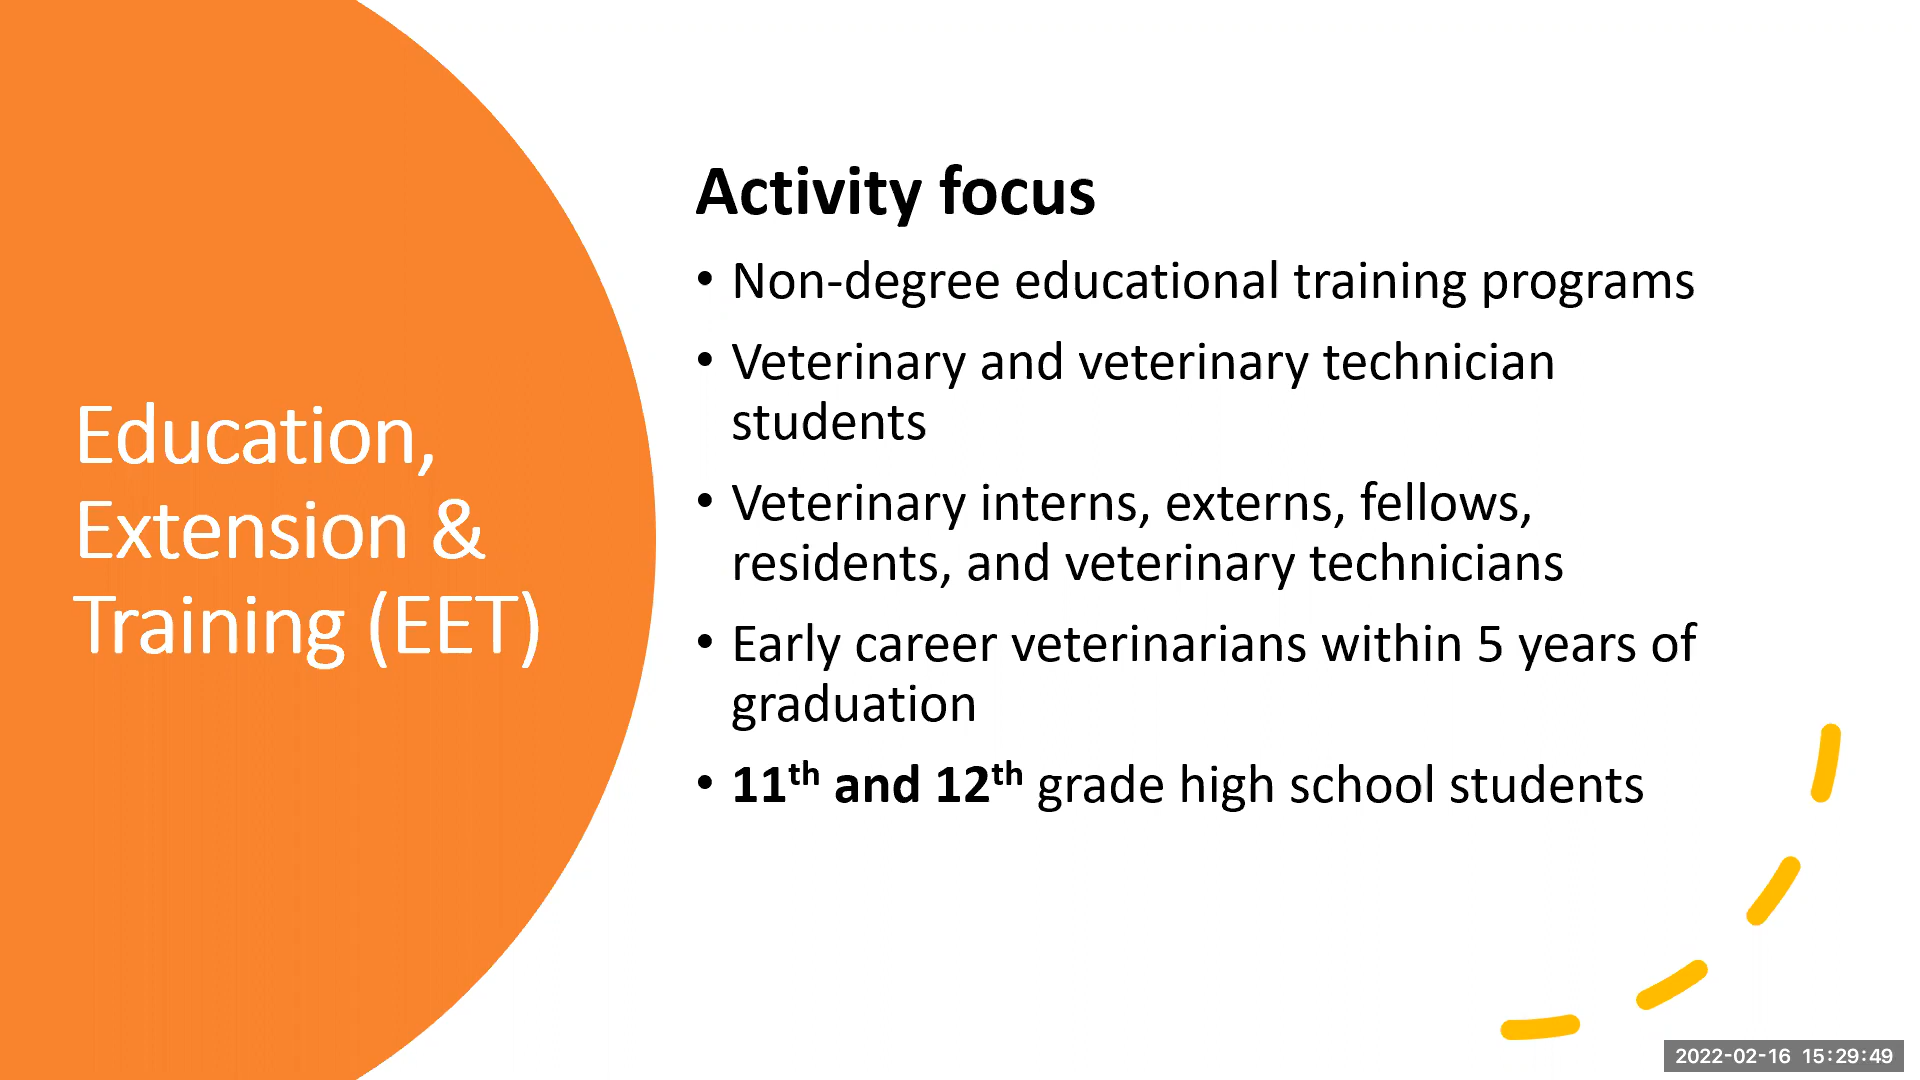 Education,
Extension &
Training (EET)
Activity focus
• Non-degree educational training programs
• Veterinary and veterinary technician
students
• Veterinary interns, externs, fellows,
residents, and veterinary technicians
• Early career veterinarians within 5 years of
graduation
• 11th and 12th grade high school students
2022-02-16 15:29:49